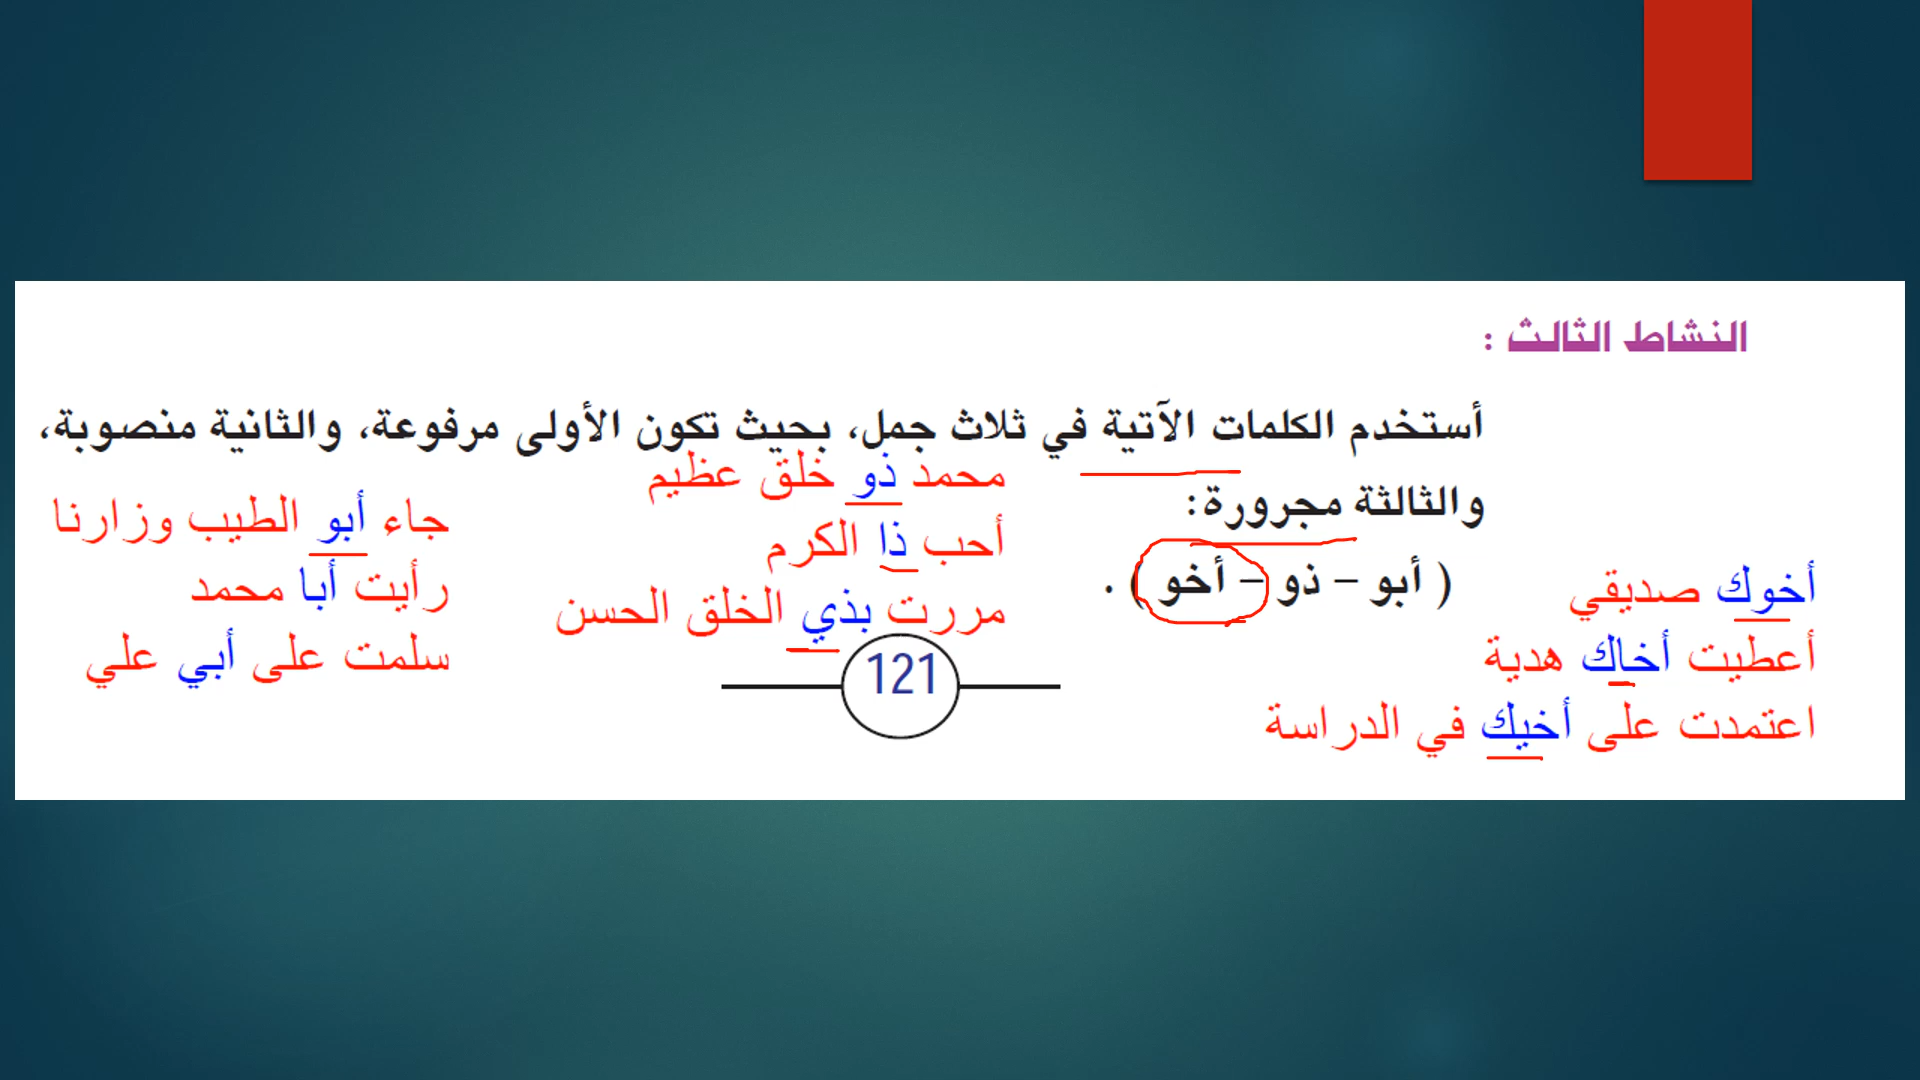 النشاط الثالث :
أستخدم الكلمات الآتية في ثلاث جمل، بحيث تكون الأولى مرفوعة، والثانية منصوبة،
والثالثة مجرورة:
( أبو – ذو – أخو ) .
أخوك صديقي
أعطيت أخاك هدية
اعتمدت على أخيك في الدراسة
محمد ذو خلق عظيم
أحب ذا الكرم
مررت بذي الخلق الحسن
جاء أبو الطيب وزارنا
رأيت أبا محمد
سلمت على أبي علي
121